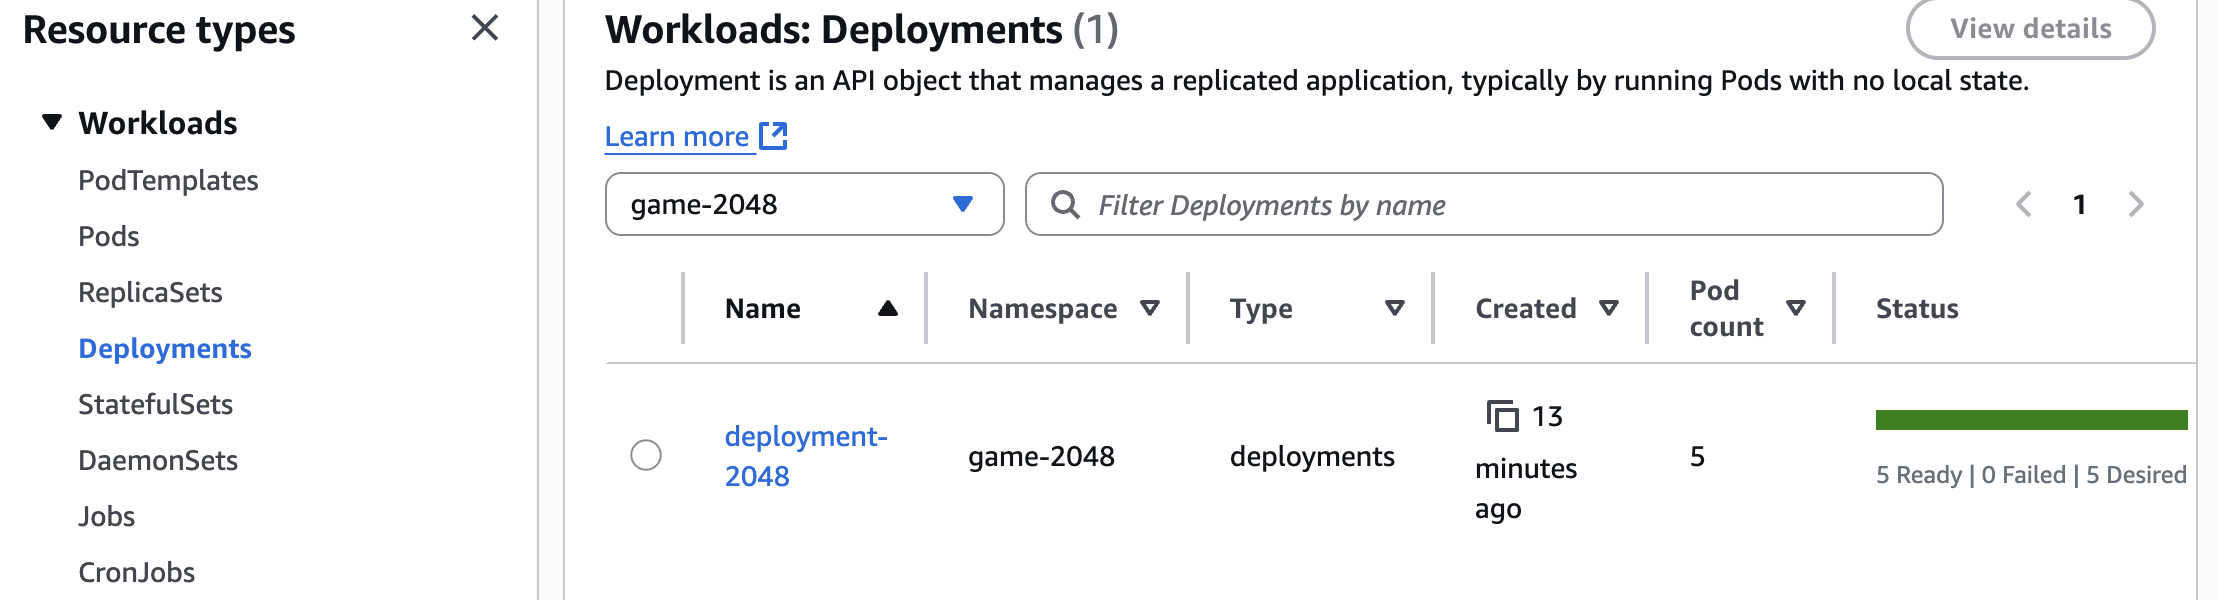 Resource types
Workloads
PodTemplates
Pods
ReplicaSets
Deployments
StatefulSets
DaemonSets
Jobs
CronJobs
Workloads: Deployments (1)
View details
Deployment is an API object that manages a replicated application, typically by running Pods with no local state.
Learn more
game-2048
Filter Deployments by name
1
Name
Namespace
Type
Created
Pod
count
Status
deployment-
2048
game-2048
deployments
13
minutes
ago
5
5 Ready | 0 Failed | 5 Desired